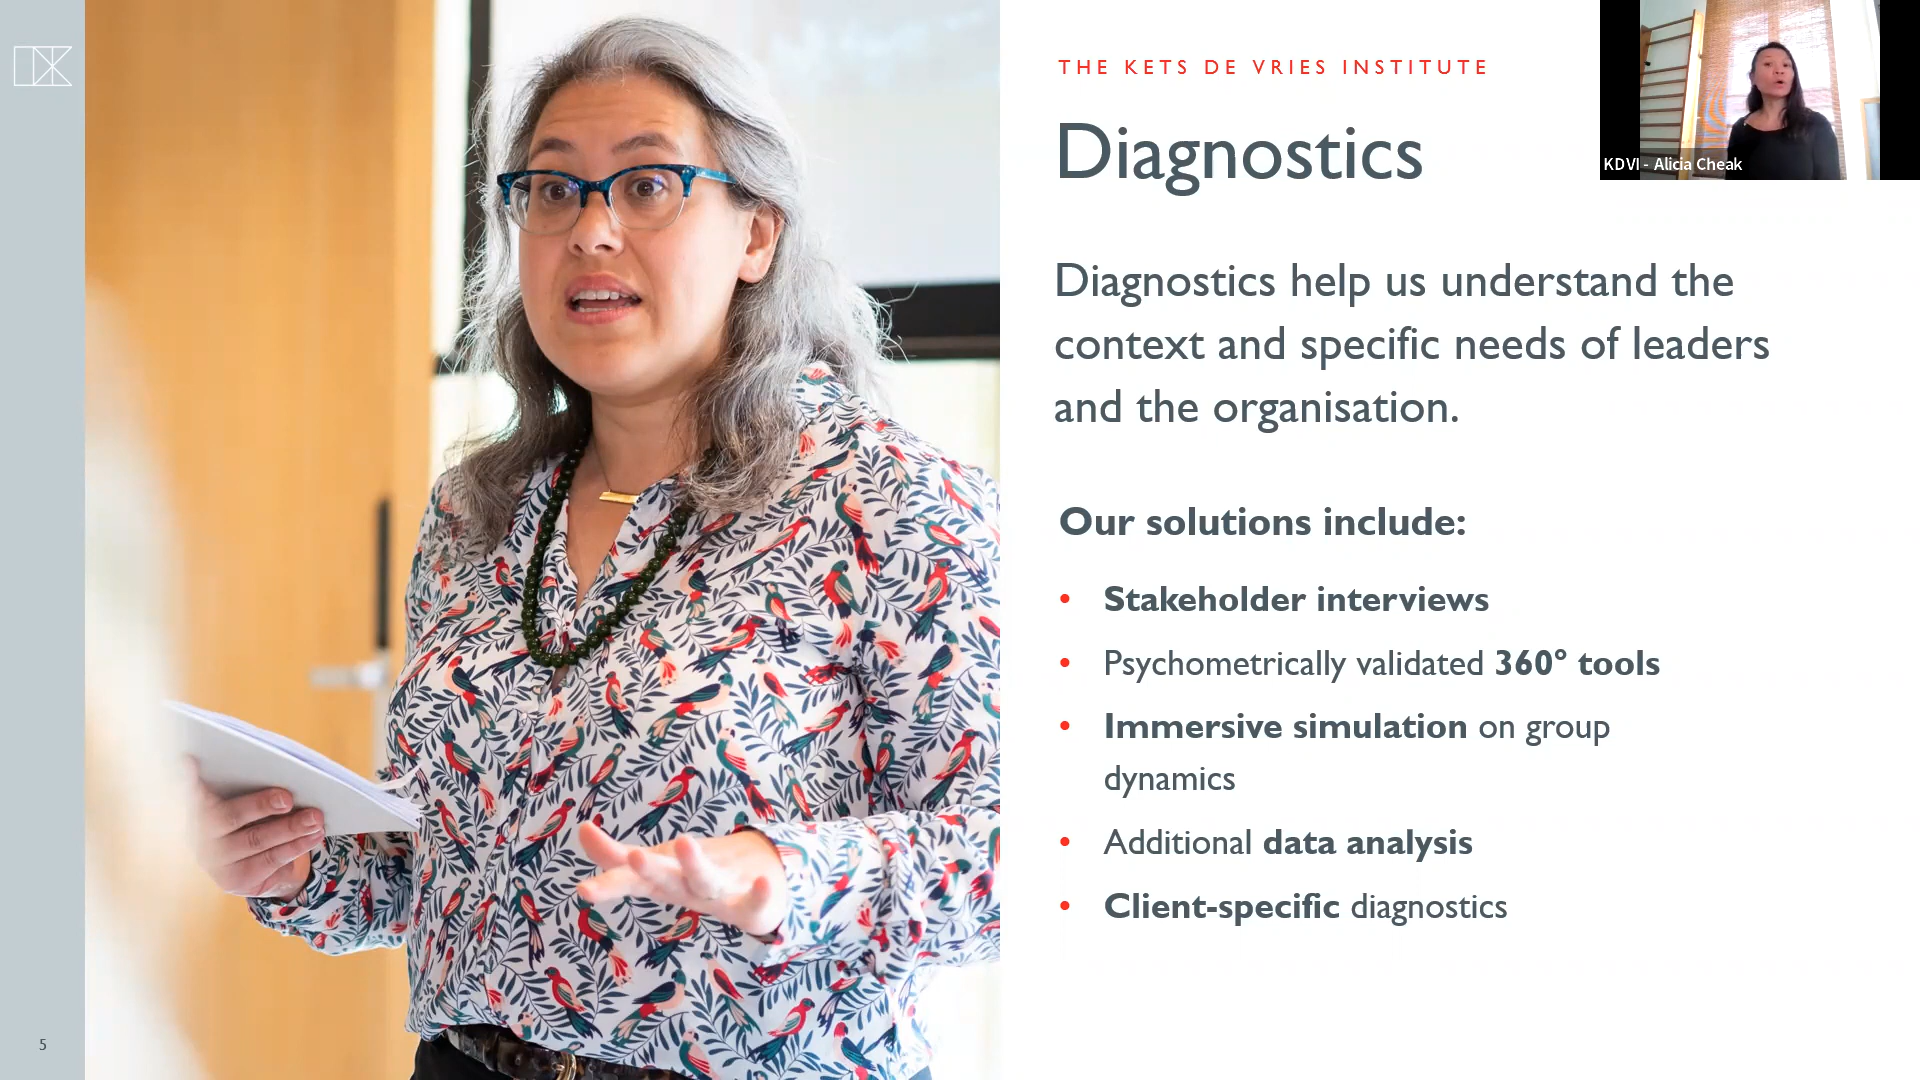 THE KETS DE VRIES INSTITUTE
Diagnostics
KDVI - Alicia Cheak
Diagnostics help us understand the
context and specific needs of leaders
and the organisation.
Our solutions include:
• Stakeholder interviews
• Psychometrically validated 360° tools
• Immersive simulation on group
dynamics
• Additional data analysis
• Client-specific diagnostics
5